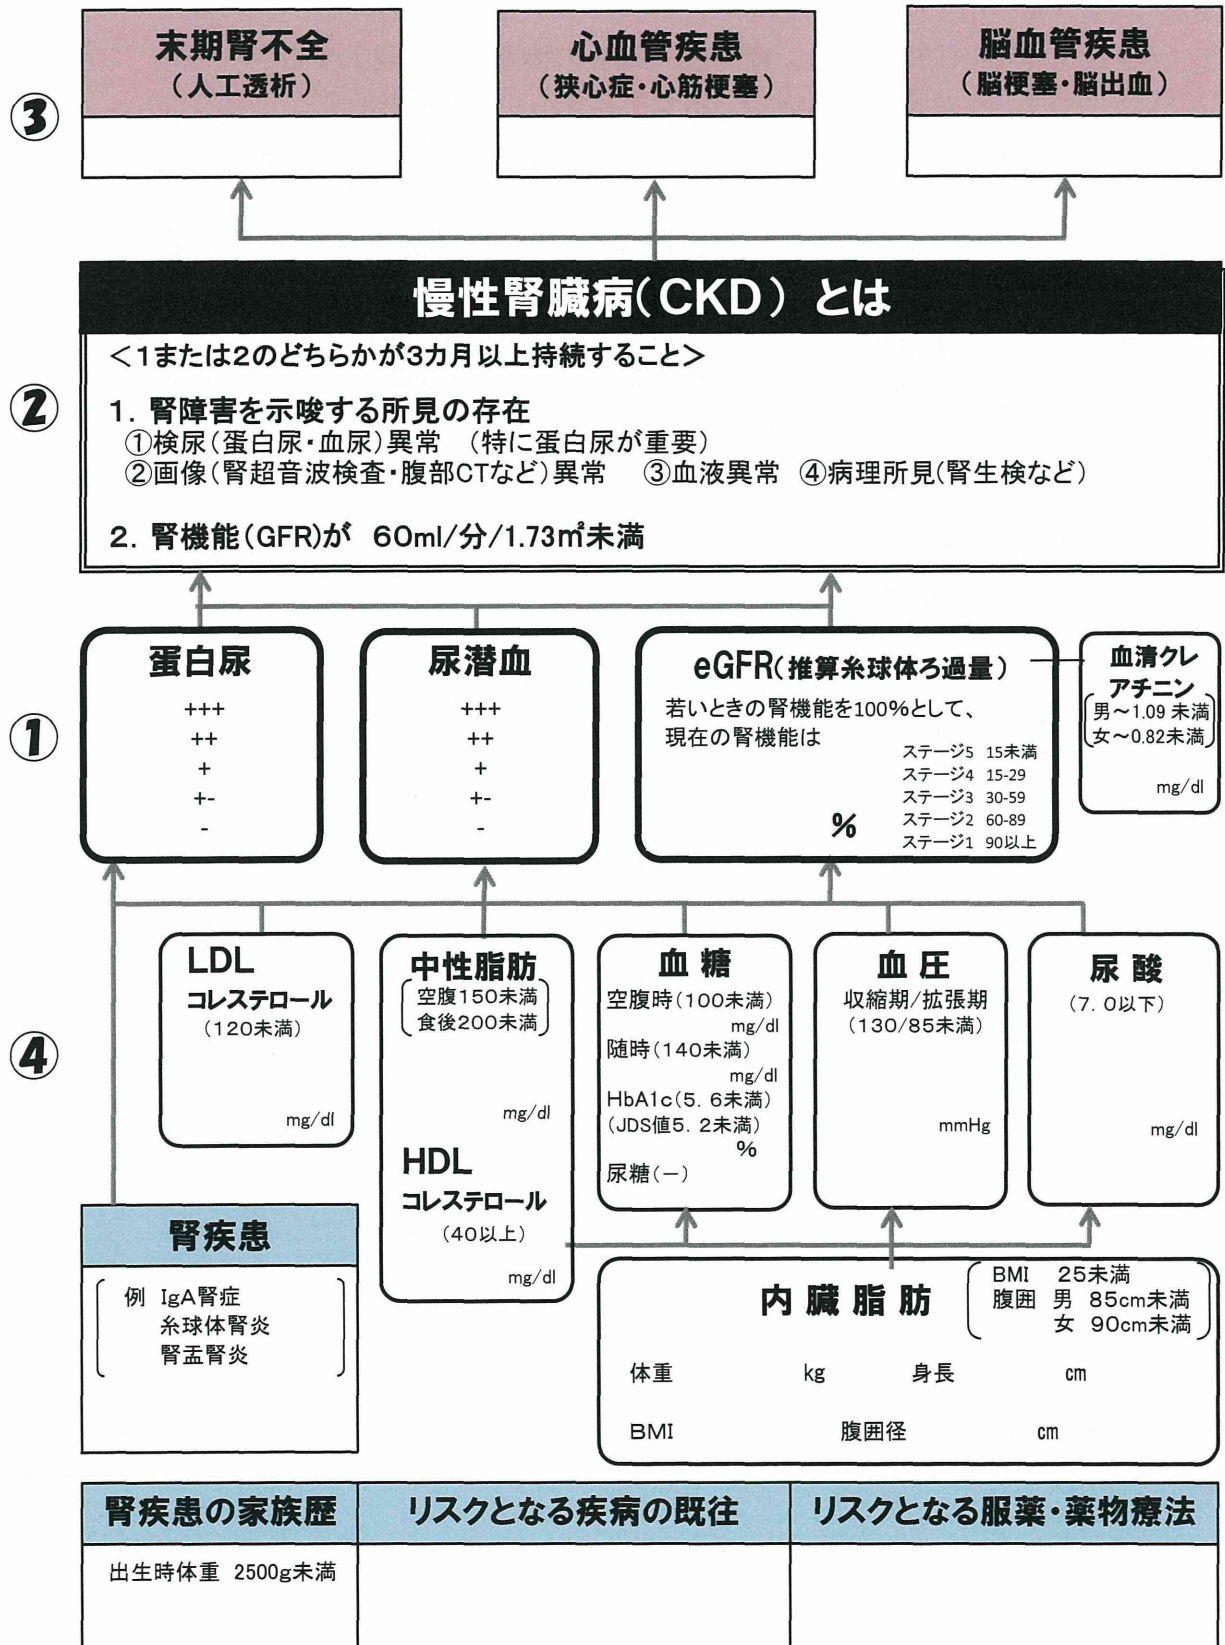 ③
末期腎不全
（人工透析）
心血管疾患
（狭心症・心筋梗塞）
脳血管疾患
（脳梗塞・脳出血）
②
慢性腎臓病(CKD) とは
＜1または2のどちらかが3カ月以上持続すること＞
1. 腎障害を示唆する所見の存在
①検尿(蛋白尿・血尿)異常 (特に蛋白尿が重要)
②画像(腎超音波検査・腹部CTなど)異常 ③血液異常 ④病理所見(腎生検など)
2. 腎機能(GFR)が 60ml/分/1.73㎡未満
①
蛋白尿
+++
++
+
+-
-
尿潜血
+++
++
+
+-
-
eGFR(推算糸球体ろ過量)
若いときの腎機能を100%として、
現在の腎機能は
%
ステージ5 15未満
ステージ4 15-29
ステージ3 30-59
ステージ2 60-89
ステージ1 90以上
血清クレ
アチニン
男～1.09 未満
女～0.82未満
mg/dl
④
LDL
コレステロール
(120未満)
mg/dl
中性脂肪
空腹150未満
食後200未満
mg/dl
HDL
コレステロール
(40以上)
mg/dl
血糖
空腹時(100未満)
mg/dl
随時(140未満)
mg/dl
HbA1c(5. 6未満)
(JDS値5. 2未満)
%
尿糖(－)
血圧
収縮期/拡張期
(130/85未満)
mmHg
尿酸
(7. 0以下)
mg/dl
腎疾患
例 IgA腎症
糸球体腎炎
腎盂腎炎
内臓脂肪
BMI 25未満
腹囲 男 85cm未満
女 90cm未満
体重 kg 身長 cm
BMI 腹囲径 cm
腎疾患の家族歴
リスクとなる疾病の既往
リスクとなる服薬・薬物療法
出生時体重 2500g未満